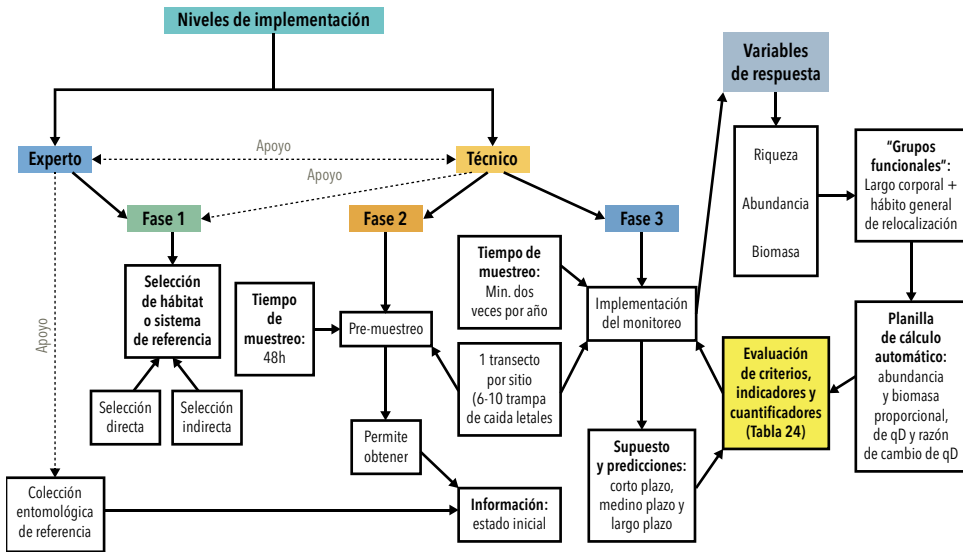 Niveles de implementación
Experto
Apoyo
Técnico
Apoyo
Apoyo
Fase 1
Fase 2
Fase 3
Selección
de hábitat
o sistema
de referencia
Selección
directa
Selección
indirecta
Colección
entomológica
de referencia
Tiempo
de
muestreo:
48h
Pre-muestreo
Permite
obtener
Información:
estado inicial
Tiempo de
muestreo:
Min. dos
veces por año
1 transecto
por sitio
(6-10 trampa
de caida letales
Implementación
del monitoreo
Supuesto
y predicciones:
corto plazo,
medino plazo y
largo plazo
Variables
de respuesta
Riqueza
Abundancia
Biomasa
"Grupos
funcionales":
Largo corporal +
hábito general
de relocalización
Planilla
de cálculo
automático:
abundancia
y biomasa
proporcional,
de qD y razón
de cambio de qD
Evaluación
de criterios,
indicadores y
cuantificadores
(Tabla 24)